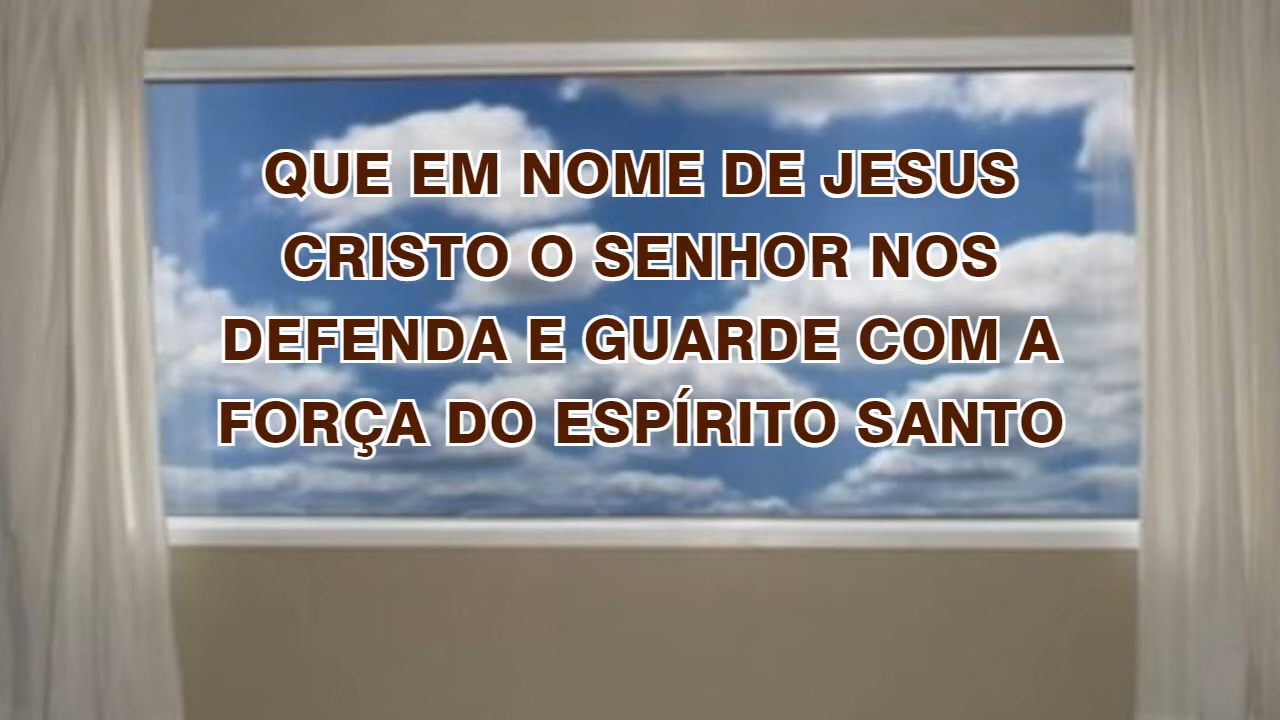 QUE EM NOME DE JESUS
CRISTO O SENHOR NOS
DEFENDA E GUARDE COM A
FORÇA DO ESPÍRITO SANTO